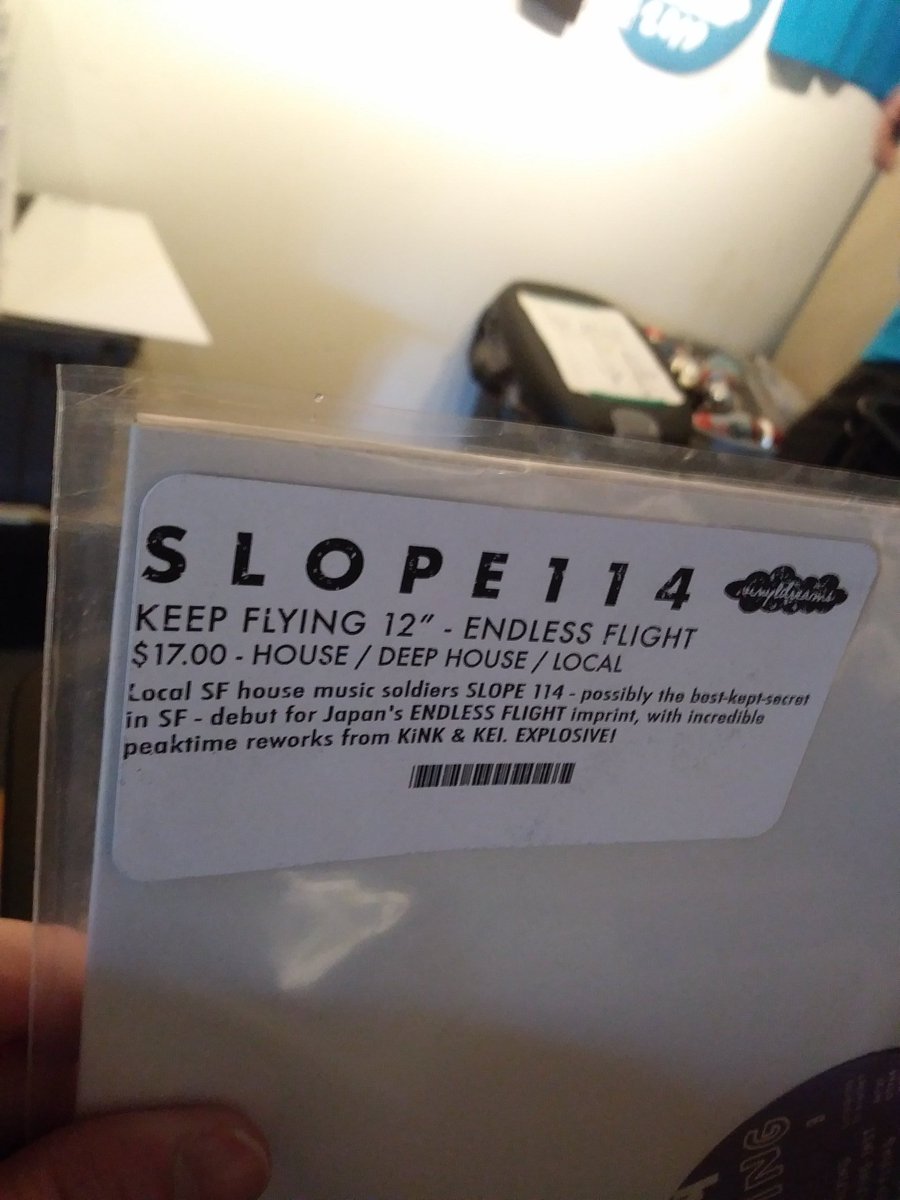 SLOPE114
KEEP FLYING 12" - ENDLESS FLIGHT
$17.00 - HOUSE / DEEP HOUSE / LOCAL
Local SF house music soldiers SLOPE 114 - possibly the best-kept-secret
in SF - debut for Japan's ENDLESS FLIGHT imprint, with incredible
peaktime reworks from KiNK & KEI. EXPLOSIVE!